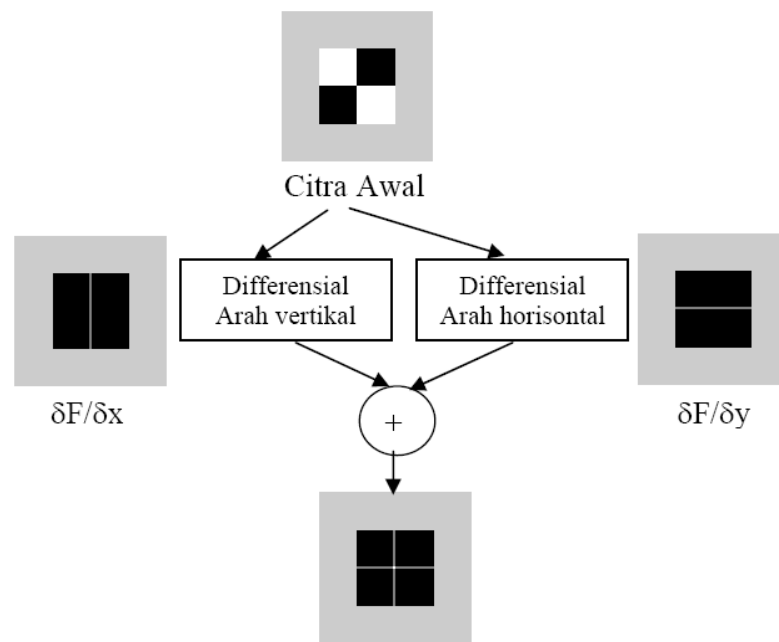 Citra Awal
Differensial
Arah vertikal
Differensial
Arah horisontal
δF/δx
δF/δy
+